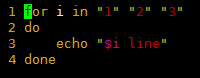 1 for i in "1" "2" "3"
2 do
3     echo "$i line"
4 done